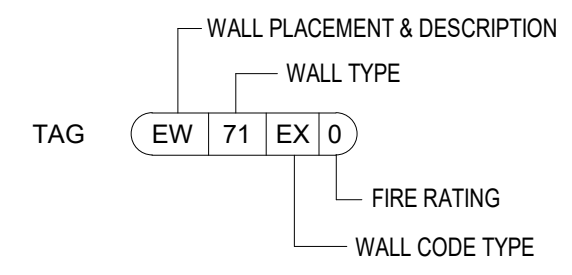 WALL PLACEMENT & DESCRIPTION
WALL TYPE
TAG EW 71 EX 0
FIRE RATING
WALL CODE TYPE